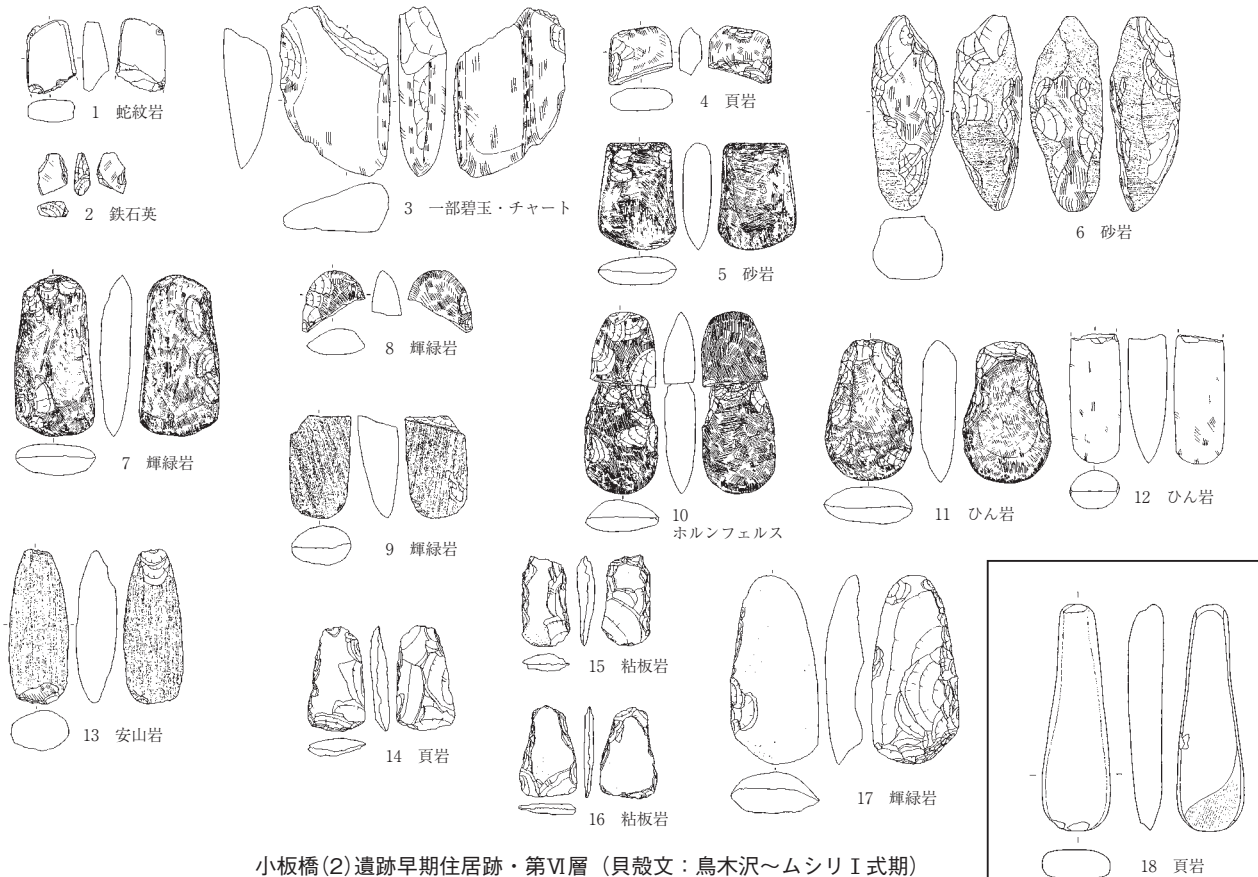 1 蛇紋岩
2 鉄石英
3 一部碧玉・チャート
4 頁岩
5 砂岩
6 砂岩
7 輝緑岩
8 輝緑岩
9 輝緑岩
10
ホルンフェルス
11 ひん岩
12 ひん岩
13 安山岩
14 頁岩
15 粘板岩
16 粘板岩
17 輝緑岩
18 頁岩
小板橋(2)遺跡早期住居跡・第Ⅵ層(貝殻文:鳥木沢~ムシリⅠ式期)